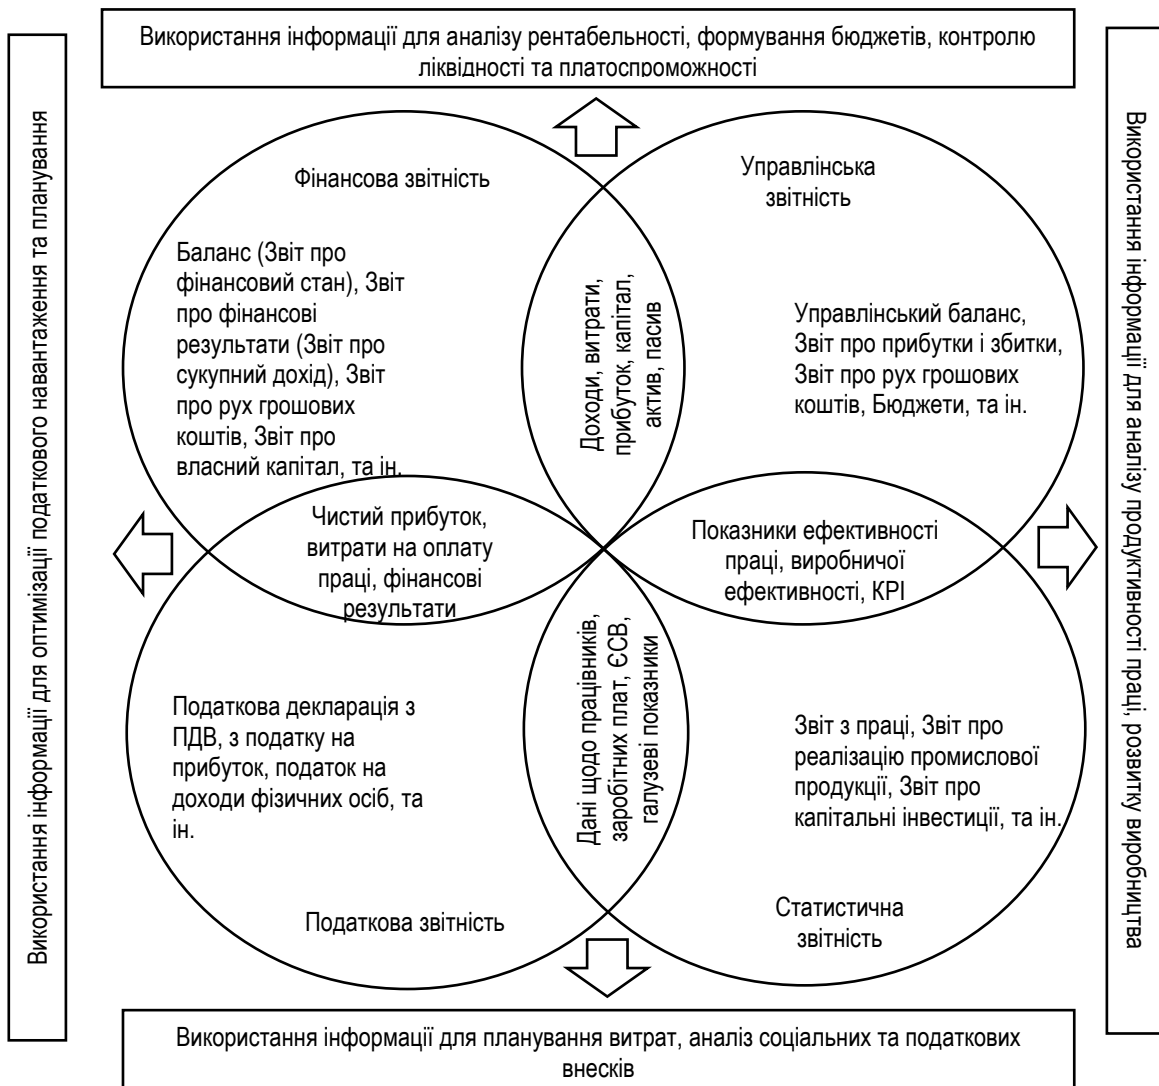 Використання інформації для аналізу рентабельності, формування бюджетів, контролю
ліквідності та платоспроможності
Використання інформації для оптимізації податкового навантаження та планування
Фінансова звітність
Баланс (Звіт про
фінансовий стан), Звіт
про фінансові
результати (Звіт про
сукупний дохід), Звіт
про рух грошових
коштів, Звіт про
власний капітал, та ін.
Доходи, витрати,
прибуток, капітал,
актив, пасив
Управлінська
звітність
Управлінський баланс,
Звіт про прибутки і збитки,
Звіт про рух грошових
коштів, Бюджети, та ін.
Використання інформації для аналізу продуктивності праці, розвитку виробництва
Чистий прибуток,
витрати на оплату
праці, фінансові
результати
Показники ефективності
праці, виробничої
ефективності, КРІ
Податкова декларація з
ПДВ, з податку на
прибуток, податок на
доходи фізичних осіб, та
ін.
Податкова звітність
Дані щодо працівників,
заробітних плат, ЄСВ,
галузеві показники
Звіт з праці, Звіт про
реалізацію промислової
продукції, Звіт про
капітальні інвестиції, та ін.
Статистична
звітність
Використання інформації для планування витрат, аналіз соціальних та податкових
внесків